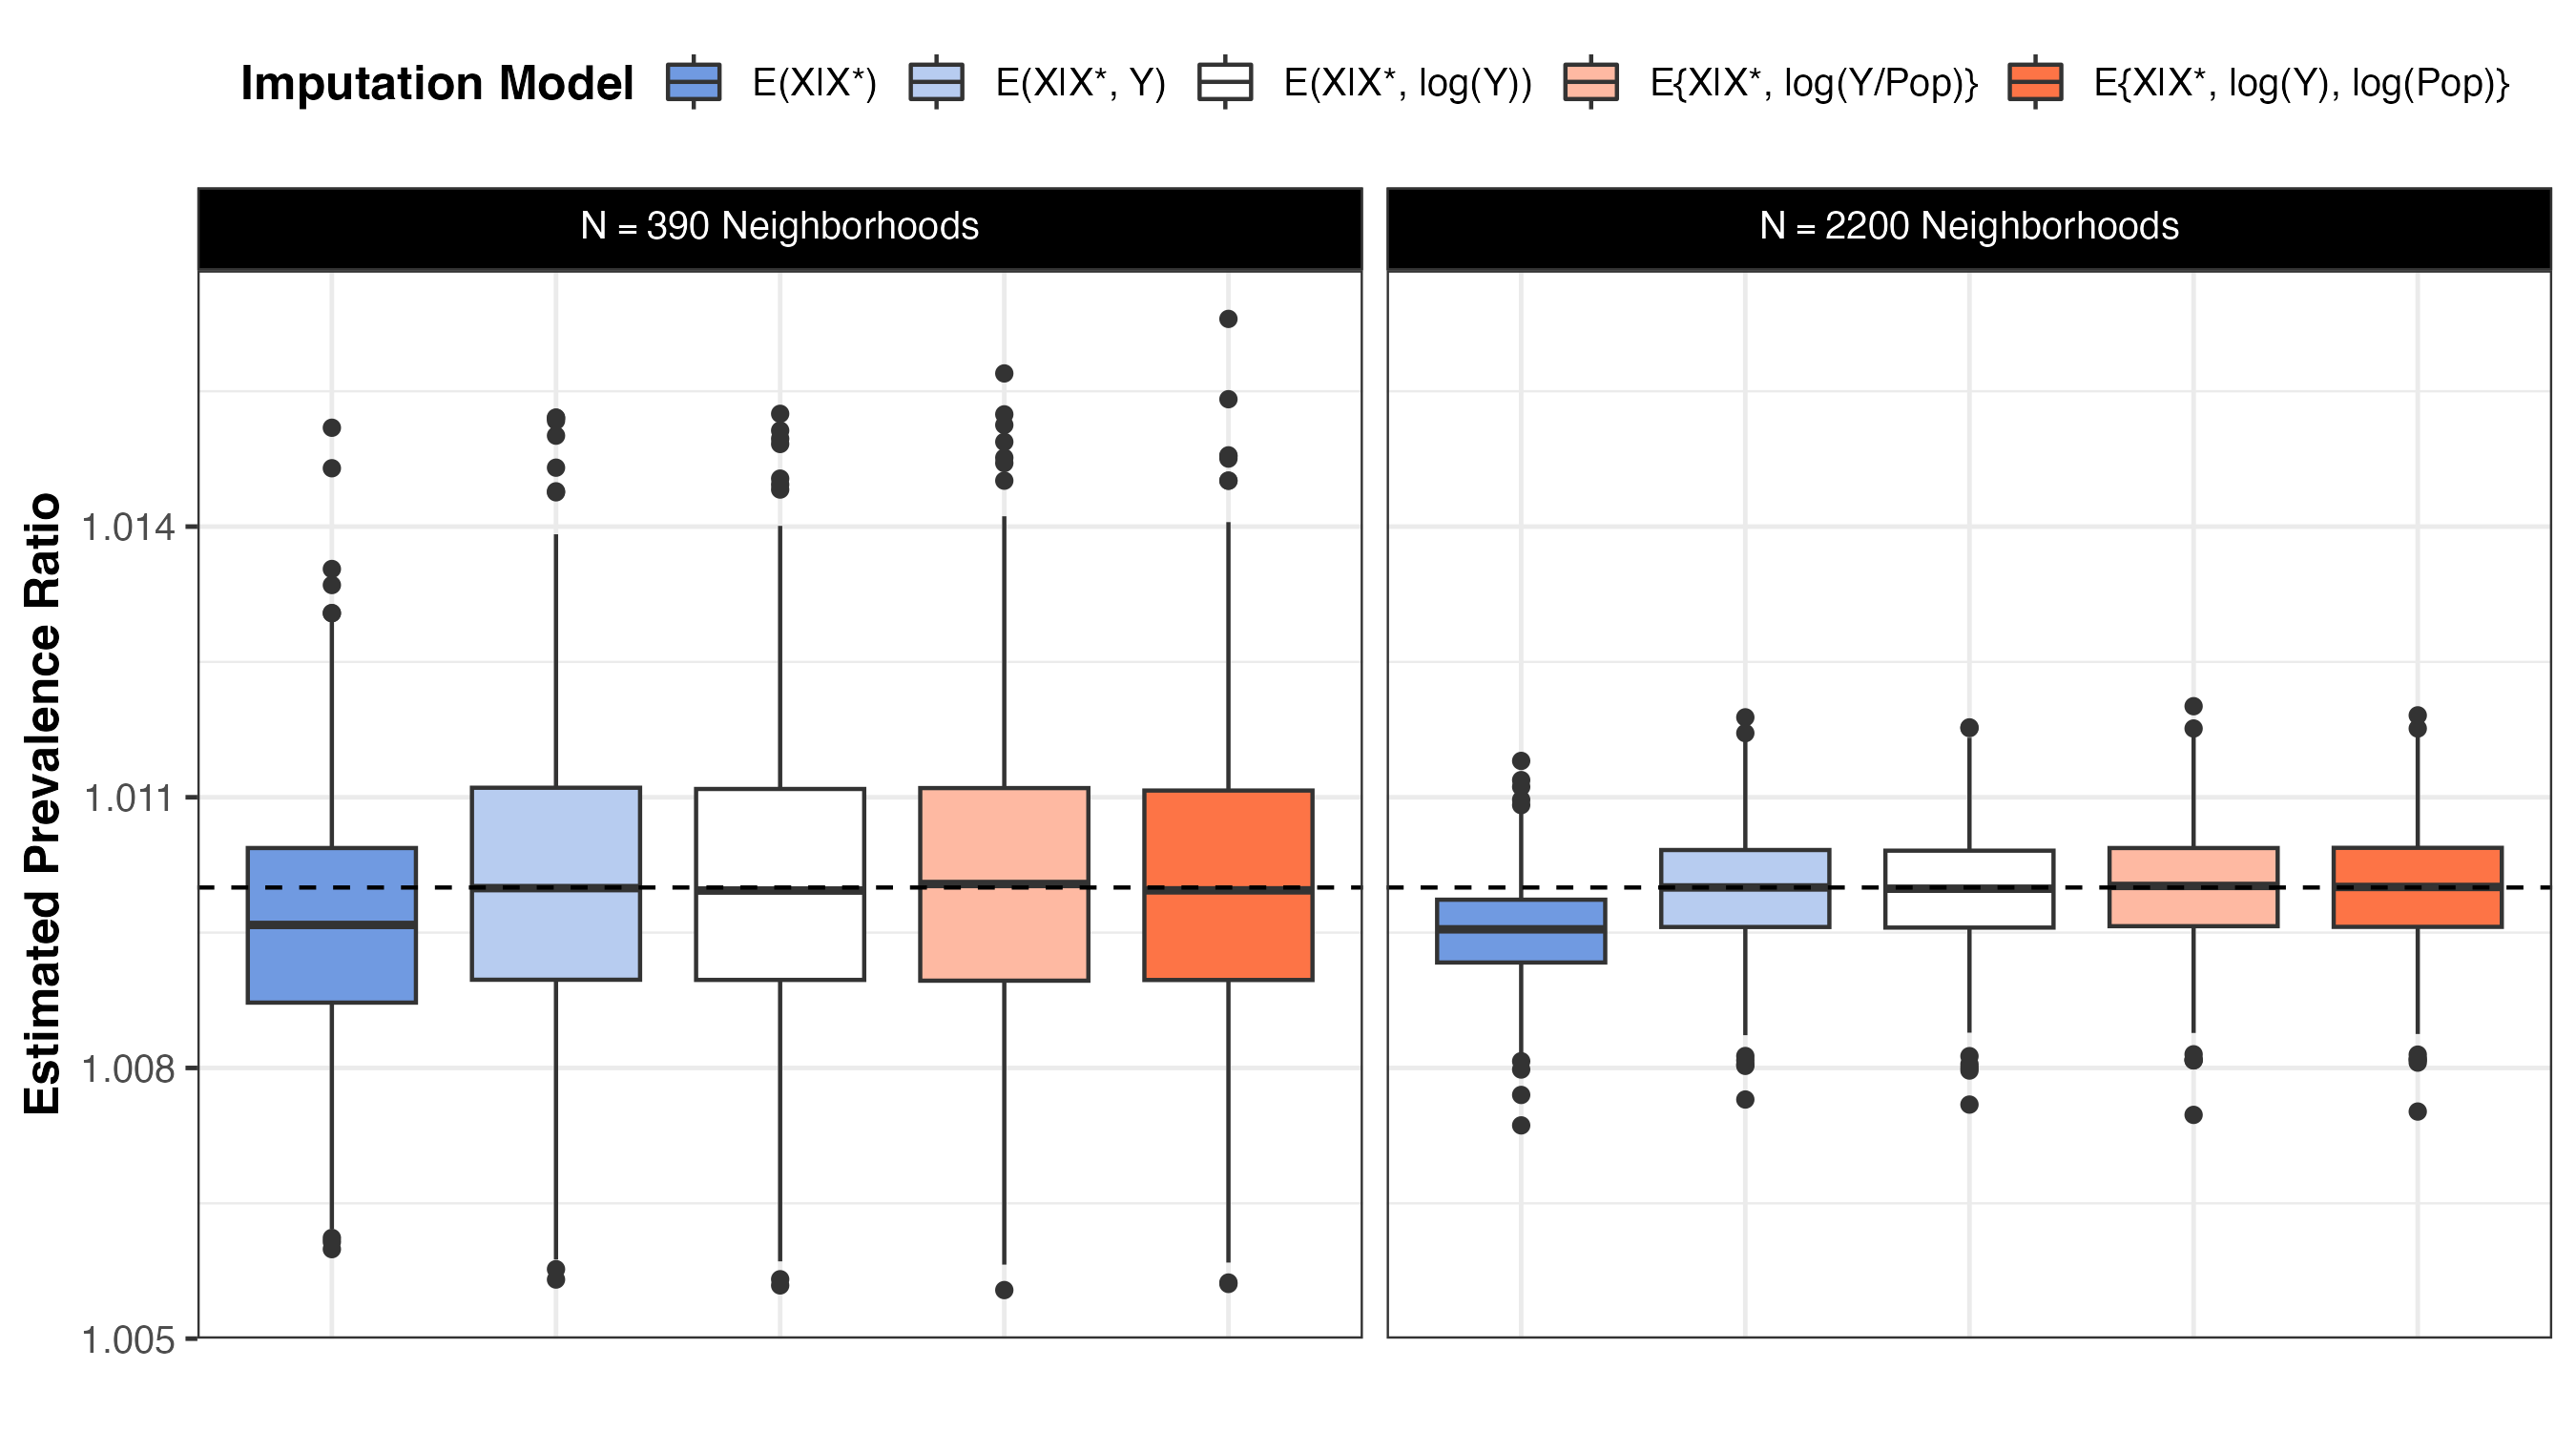 Imputation Model E(X|X*) E(X|X*, Y) E(X|X*, log(Y)) E{X|X*, log(Y/Pop)} E{X|X*, log(Y), log(Pop)}
N = 390 Neighborhoods
N = 2200 Neighborhoods
Estimated Prevalence Ratio
1.014
1.011
1.008
1.005